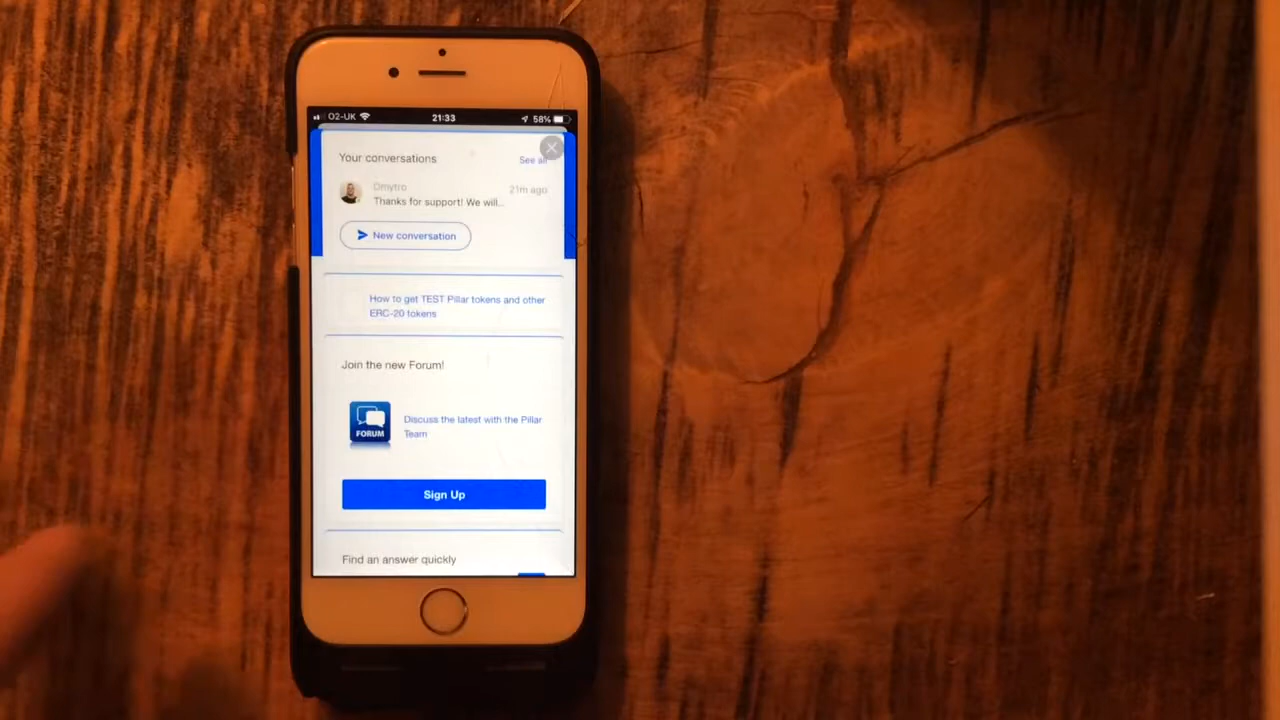 O2-UK 21:33 58%
Your conversations See all
Dmytro 21m ago
Thanks for support! We will...
New conversation
How to get TEST Pillar tokens and other
ERC-20 tokens
Join the new Forum!
FORUM
Discuss the latest with the Pillar
Team
Sign Up
Find an answer quickly